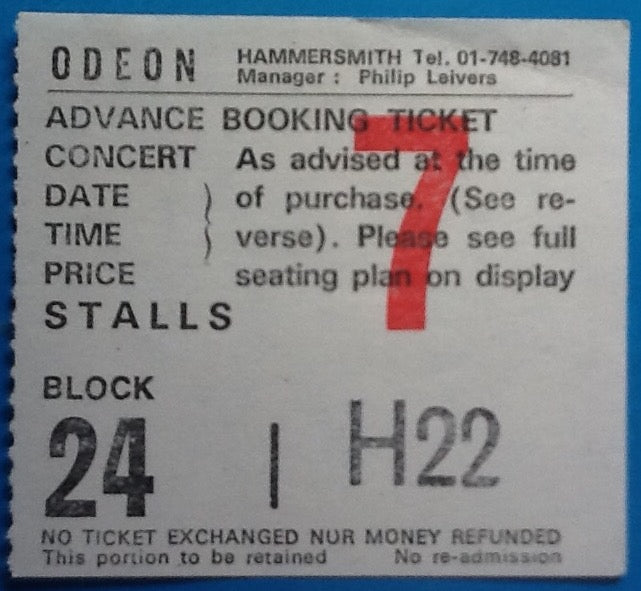 ODEON HAMMERSMITH Tel. 01-748-4081
Manager : Philip Leivers
ADVANCE BOOKING TICKET
CONCERT As advised at the time
DATE ) of purchase. (See re-
TIME ) verse). Please see full
PRICE seating plan on display
STALLS
7
BLOCK
24 | H22
NO TICKET EXCHANGED NUR MONEY REFUNDED
This portion to be retained No re-admission